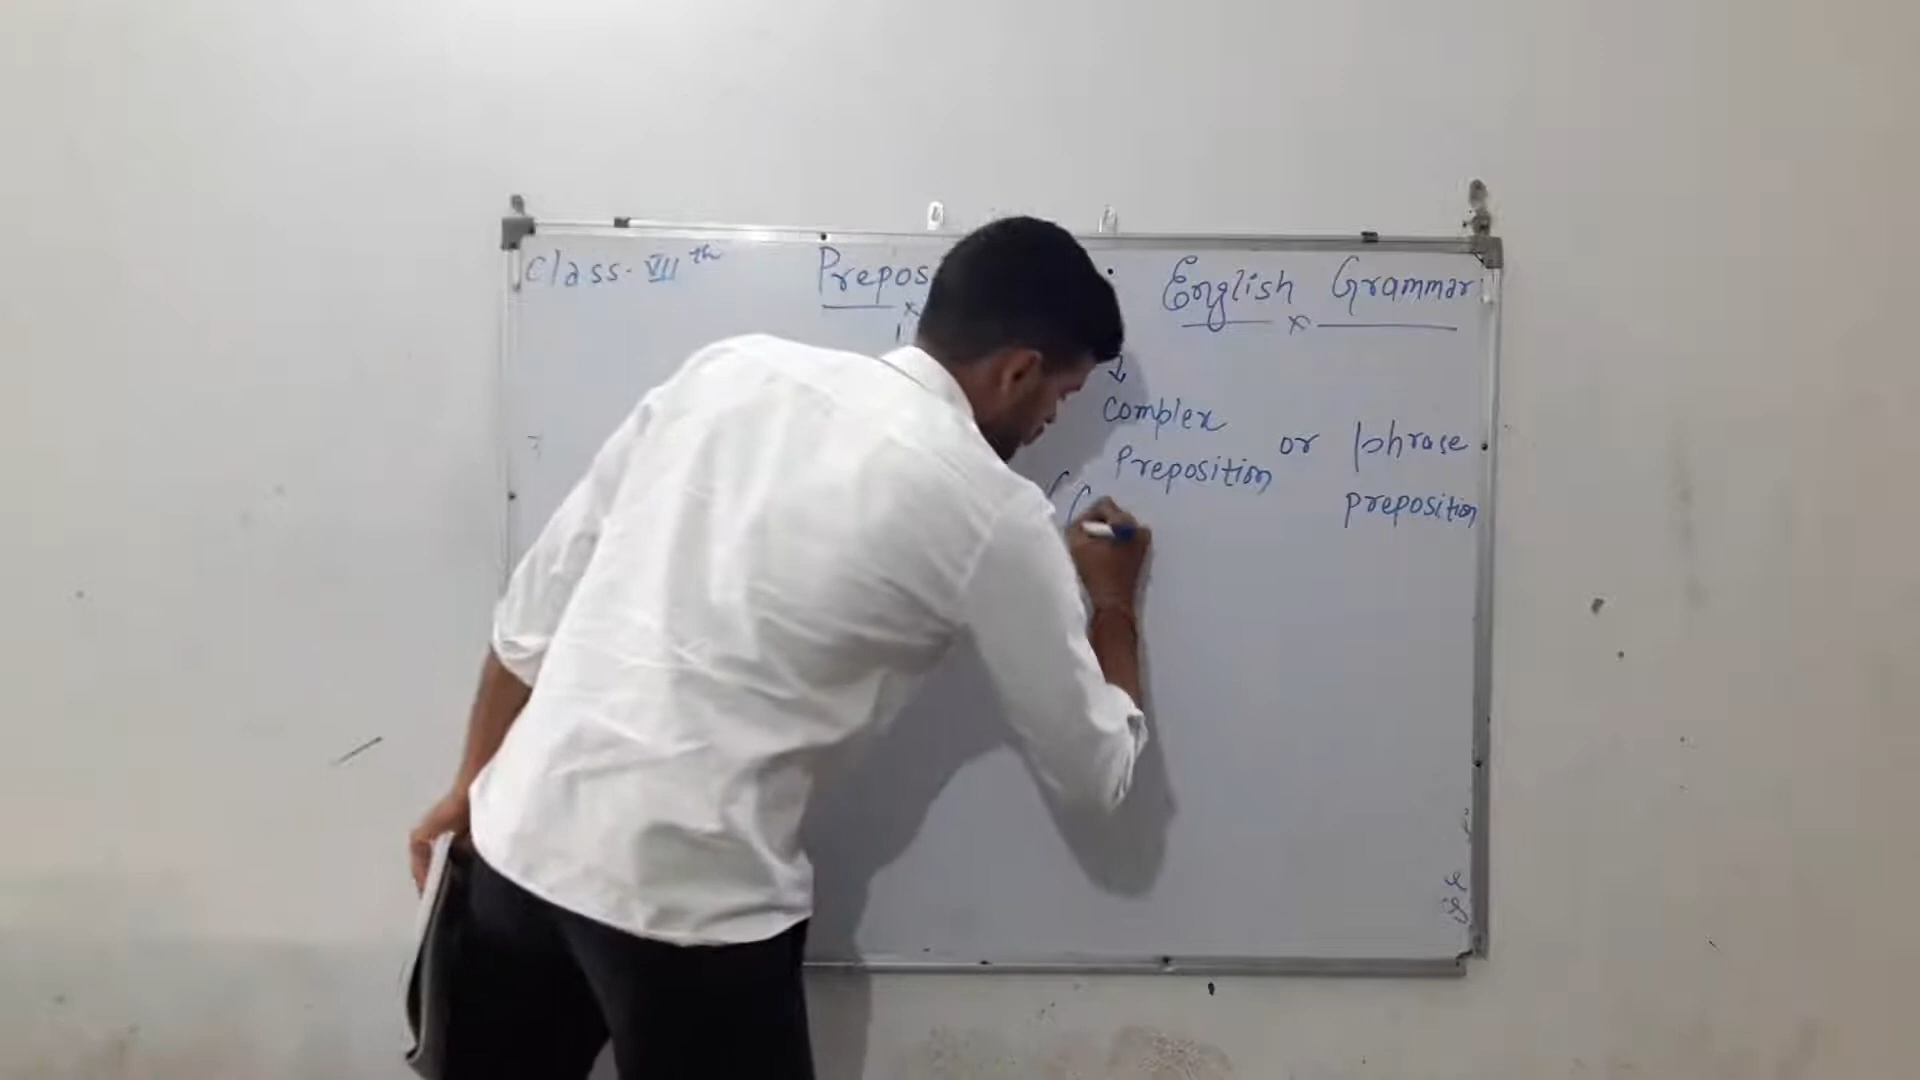 Class. VII th
Prepos
English Grammar
Complex
Preposition or phrase
preposition